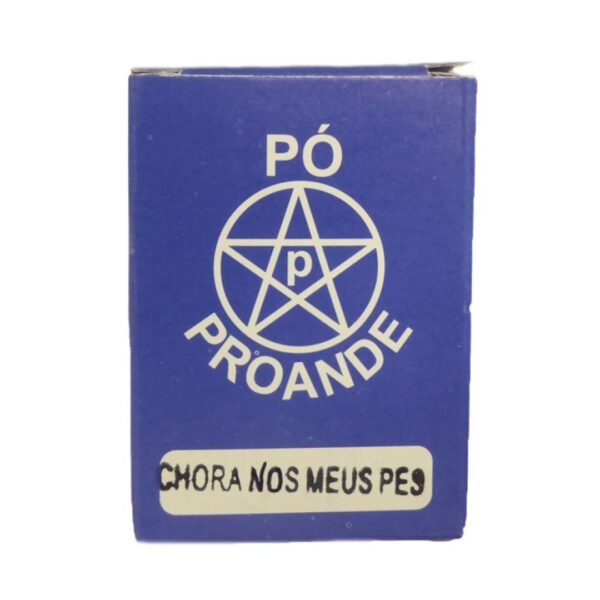 PÓ
p
PROANDE
CHORA NOS MEUS PES